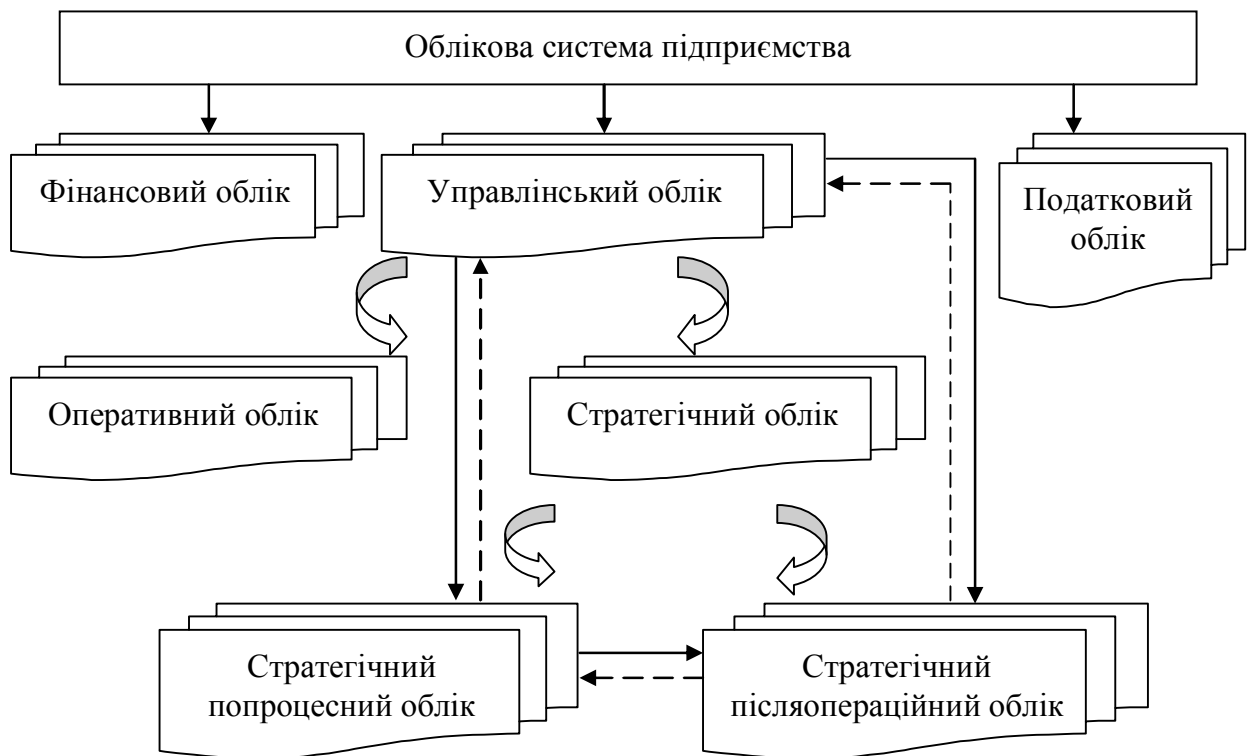 Облікова система підприємства
Фінансовий облік
Управлінський облік
Податковий
облік
Оперативний облік
Стратегічний облік
Стратегічний
попроцесний облік
Стратегічний
післяопераційний облік